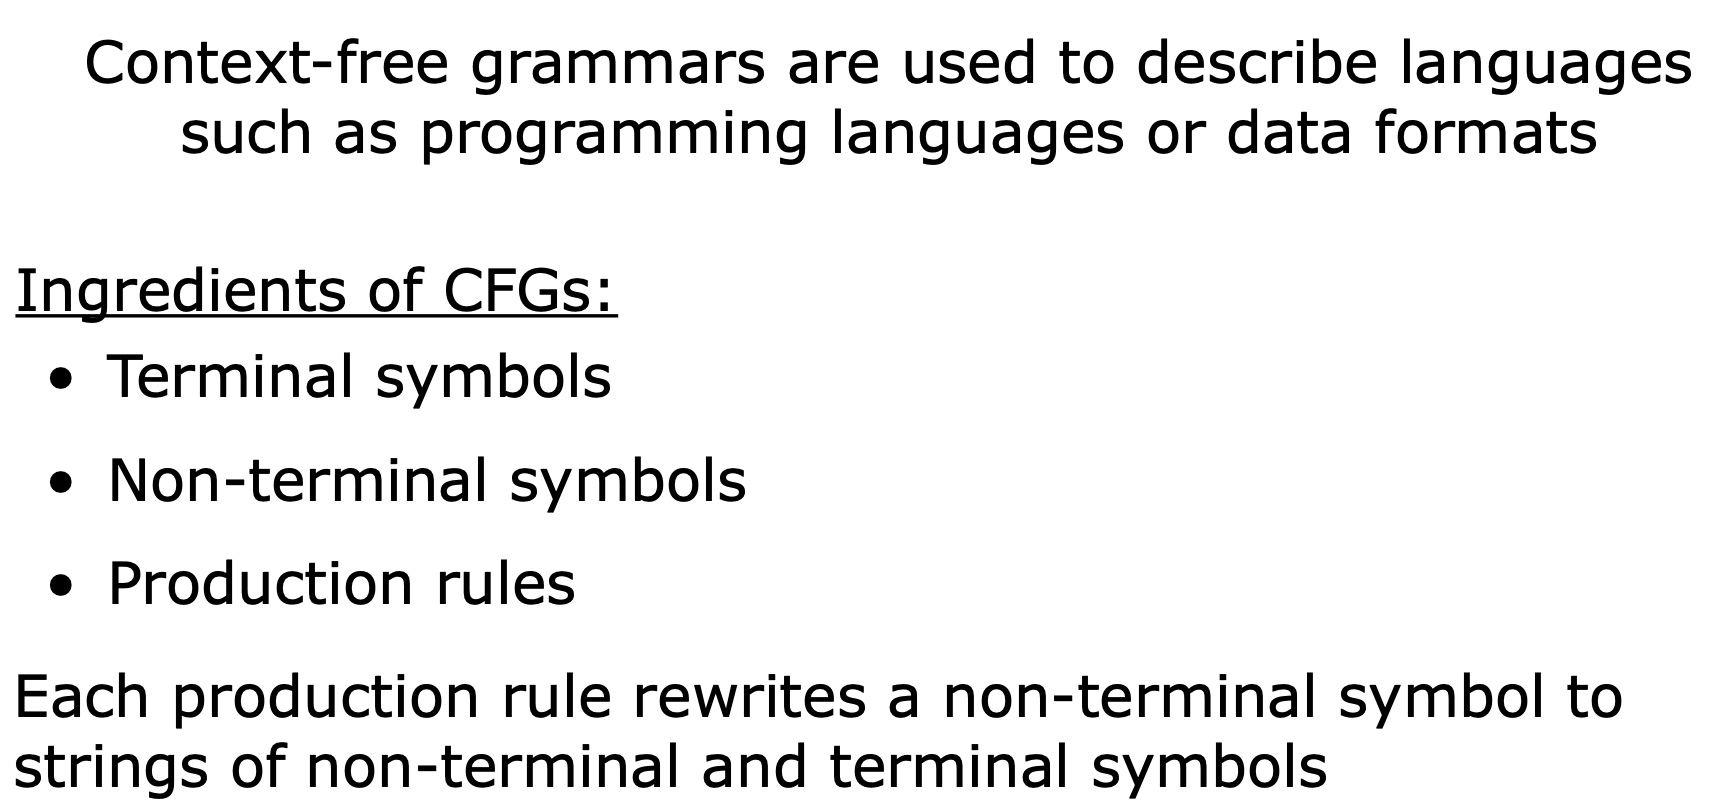 Context-free grammars are used to describe languages
such as programming languages or data formats
Ingredients of CFGs:
• Terminal symbols
• Non-terminal symbols
• Production rules
Each production rule rewrites a non-terminal symbol to
strings of non-terminal and terminal symbols